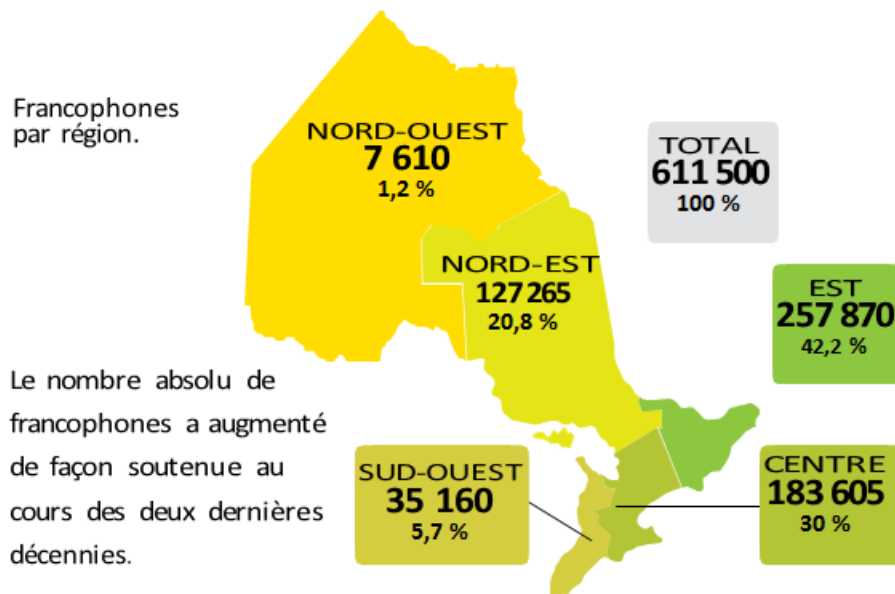 Francophones
par région.
NORD-OUEST
7 610
1,2 %
TOTAL
611 500
100 %
NORD-EST
127 265
20,8 %
EST
257 870
42,2 %
Le nombre absolu de
francophones a augmenté
de façon soutenue au
cours des deux dernières
décennies.
SUD-OUEST
35 160
5,7 %
CENTRE
183 605
30 %